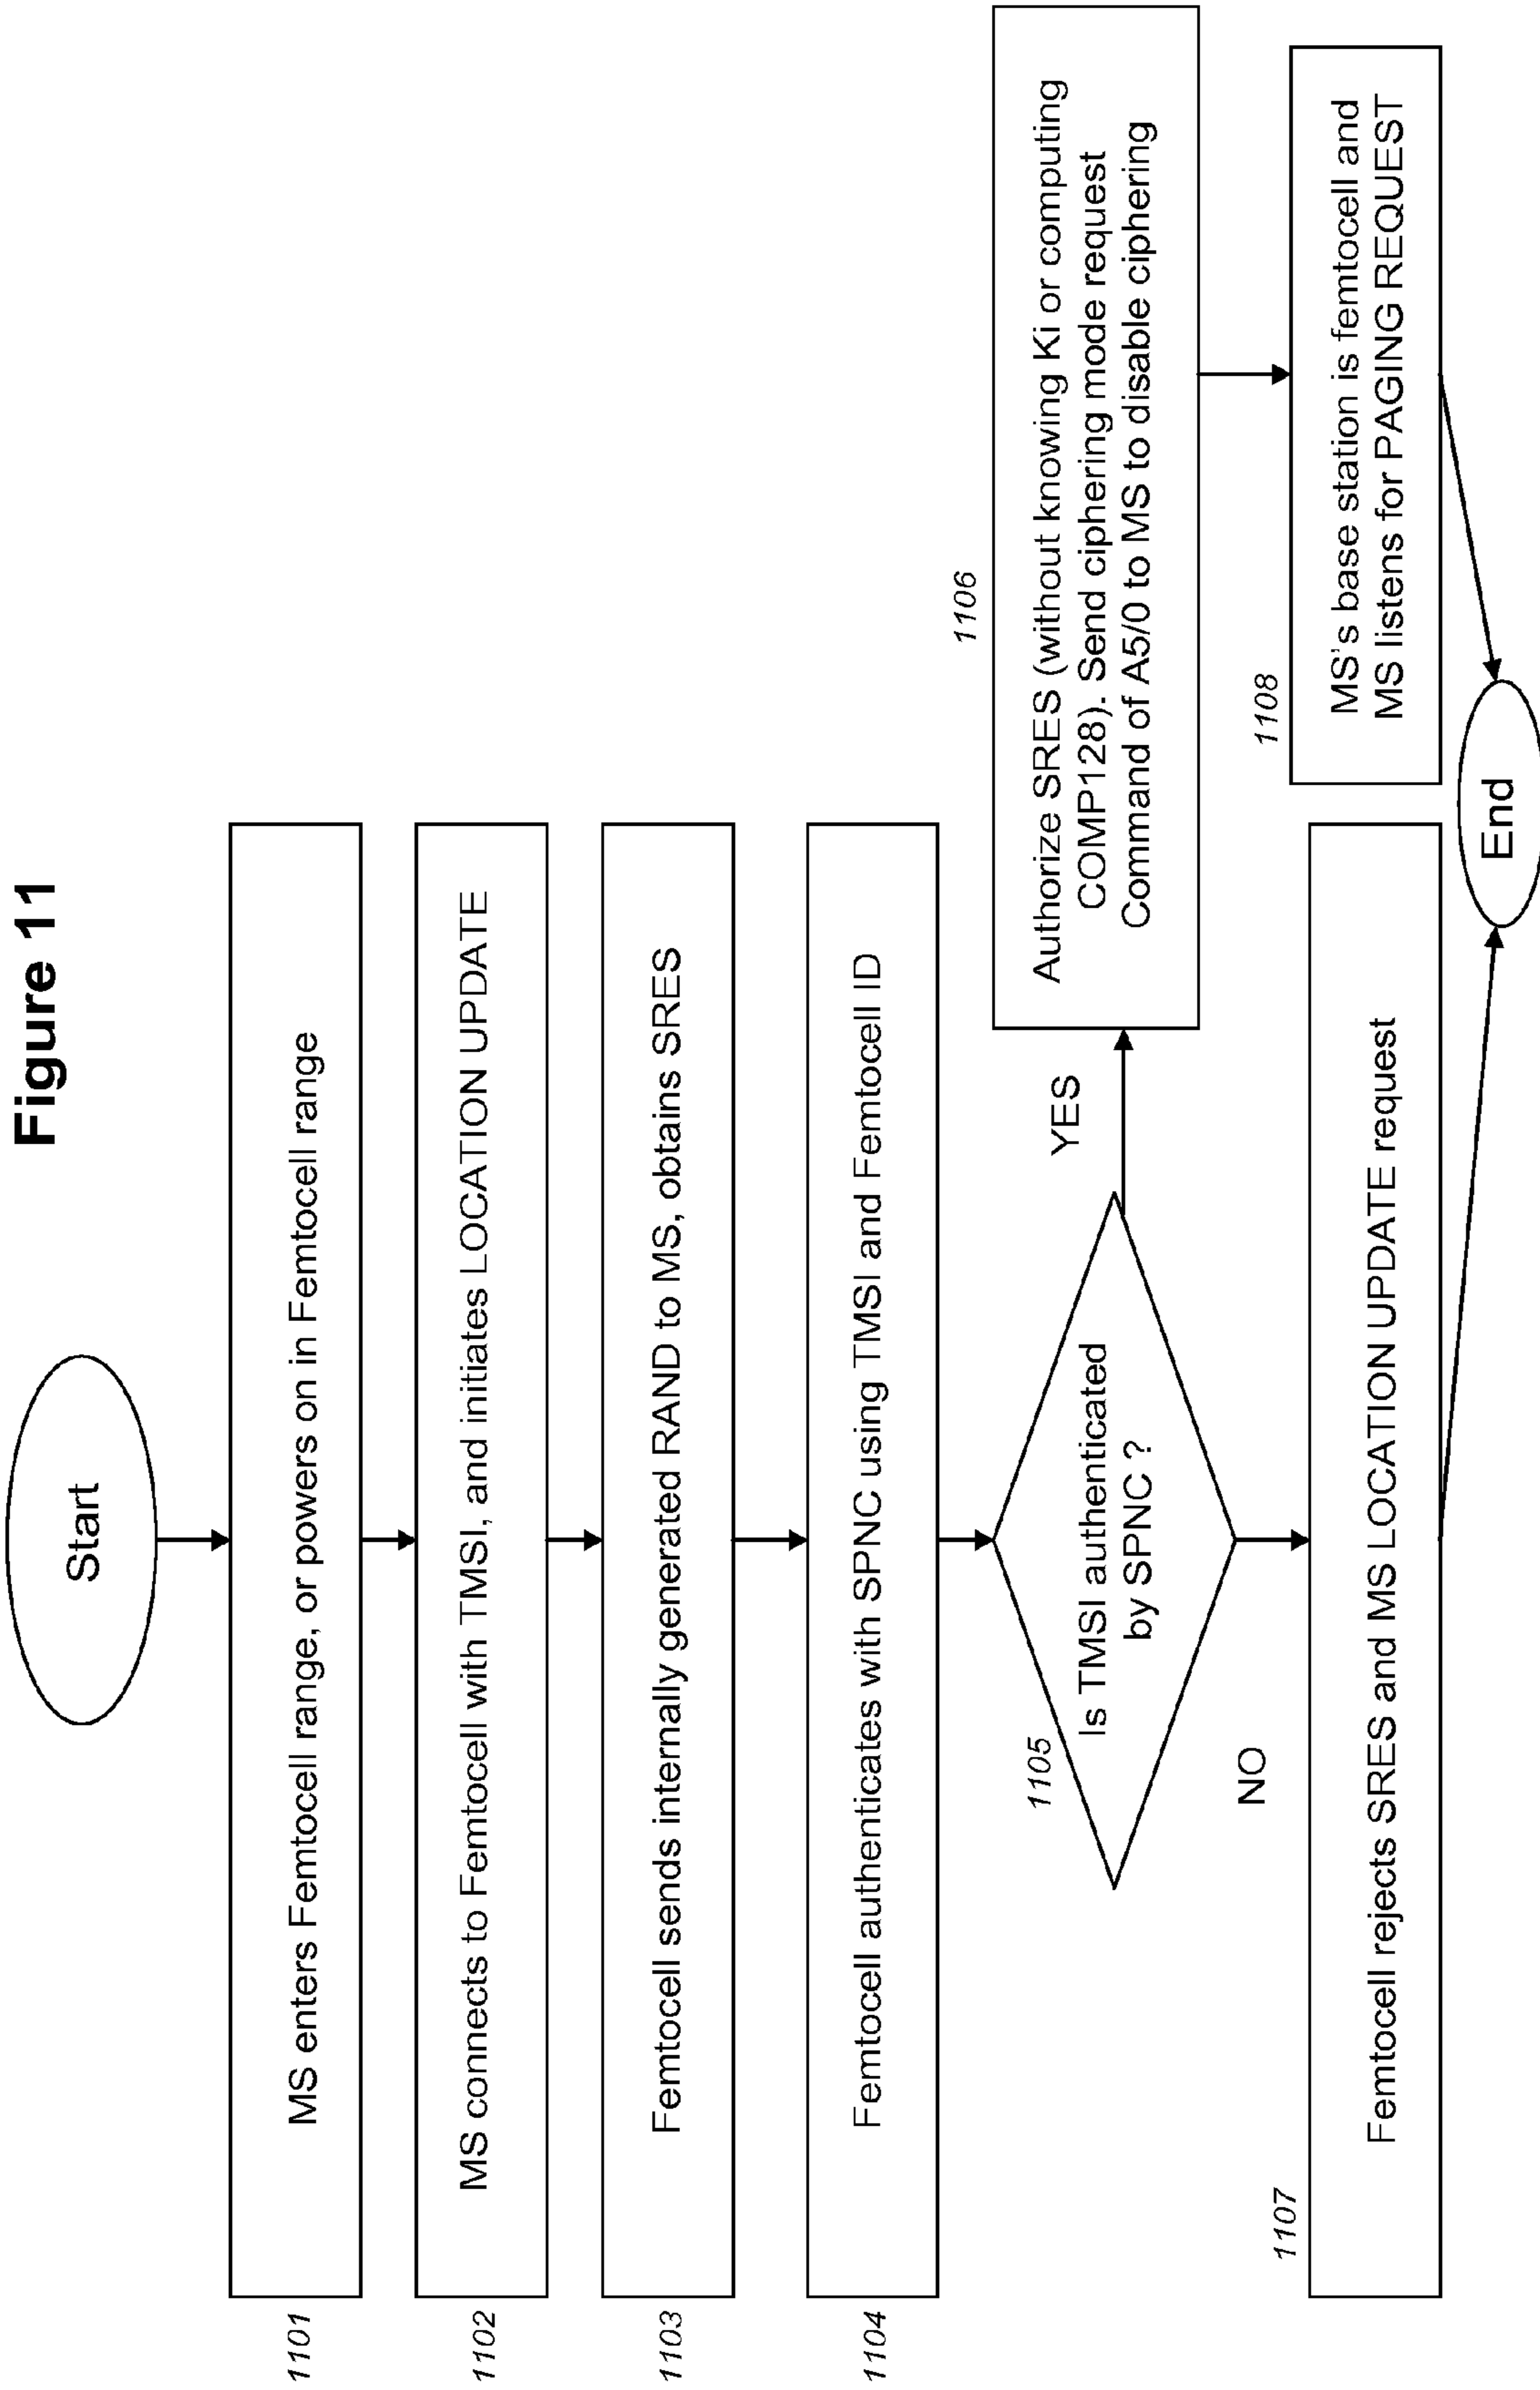 Figure 11
Start
1101
MS enters Femtocell range, or powers on in Femtocell range
1102
MS connects to Femtocell with TMSI, and initiates LOCATION UPDATE
1103
Femtocell sends internally generated RAND to MS, obtains SRES
1104
Femtocell authenticates with SPNC using TMSI and Femtocell ID
1105
Is TMSI authenticated
by SPNC ?
YES
1106
Authorize SRES (without knowing Ki or computing
COMP128). Send ciphering mode request
Command of A5/0 to MS to disable ciphering
NO
1107
Femtocell rejects SRES and MS LOCATION UPDATE request
1108
MS's base station is femtocell and
MS listens for PAGING REQUEST
End